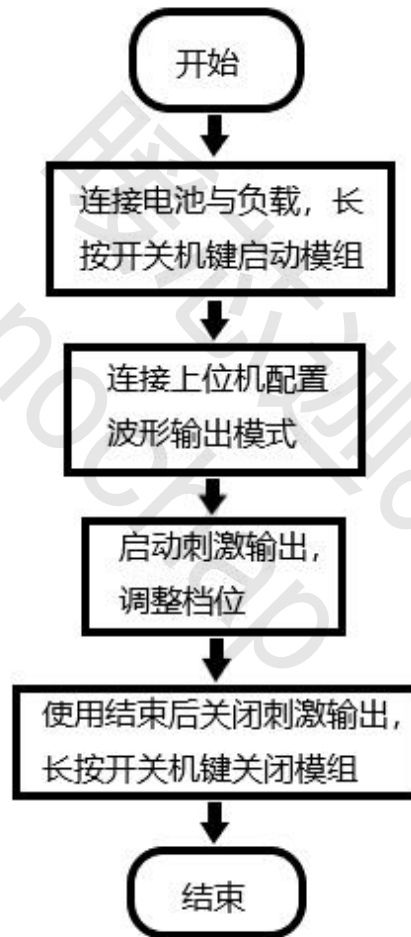 开始
连接电池与负载，长
按开关机键启动模组
连接上位机配置
波形输出模式
启动刺激输出，
调整档位
使用结束后关闭刺激输出，
长按开关机键关闭模组
结束